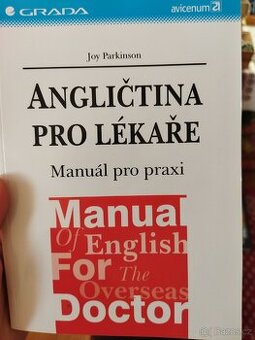 GRADA
avicenum
Joy Parkinson
ANGLIČTINA
PRO LÉKAŘE
Manuál pro praxi
Manual
Of English
For The
Overseas
Doctor